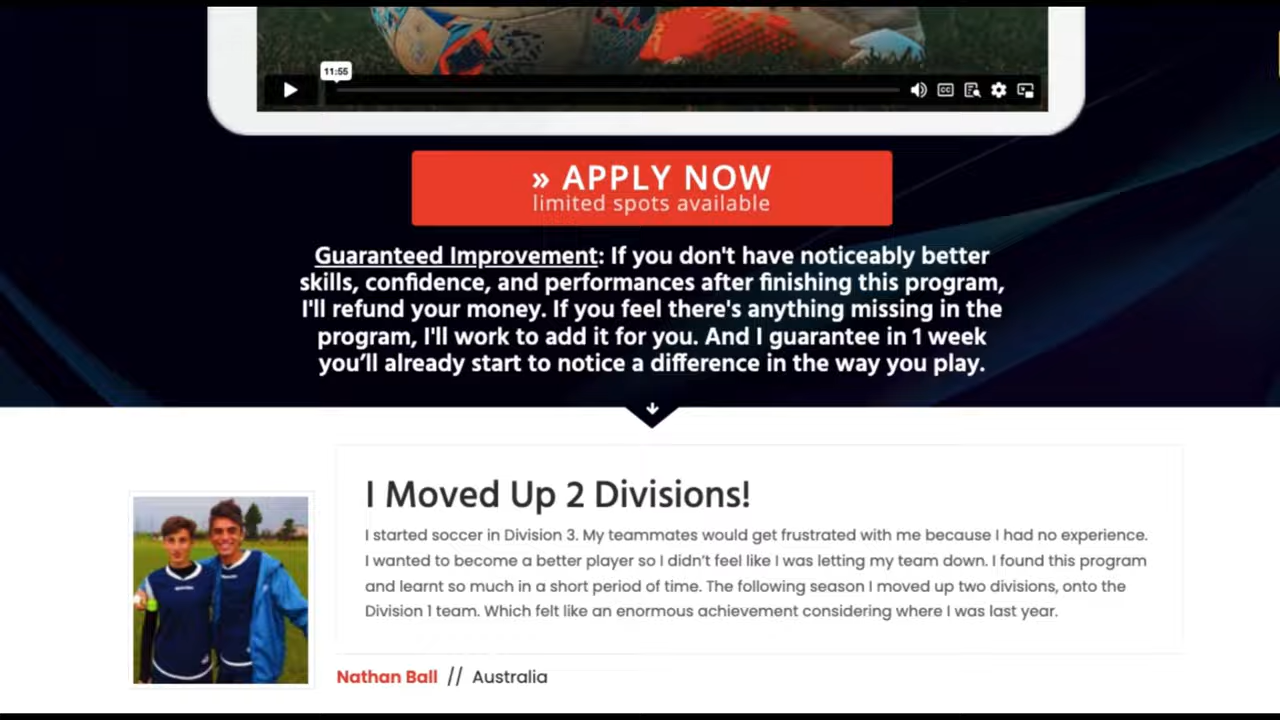 11:55
CC
» APPLY NOW
limited spots available
Guaranteed Improvement: If you don't have noticeably better
skills, confidence, and performances after finishing this program,
I'll refund your money. If you feel there's anything missing in the
program, I'll work to add it for you. And I guarantee in 1 week
you’ll already start to notice a difference in the way you play.
I Moved Up 2 Divisions!
I started soccer in Division 3. My teammates would get frustrated with me because I had no experience.
I wanted to become a better player so I didn’t feel like I was letting my team down. I found this program
and learnt so much in a short period of time. The following season I moved up two divisions, onto the
Division 1 team. Which felt like an enormous achievement considering where I was last year.
Nathan Ball // Australia